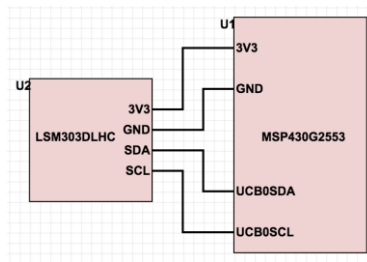 U1
3V3
U2
GND
3V3
GND
LSM303DLHC
MSP430G2553
SDA
SCL
UCB0SDA
UCB0SCL